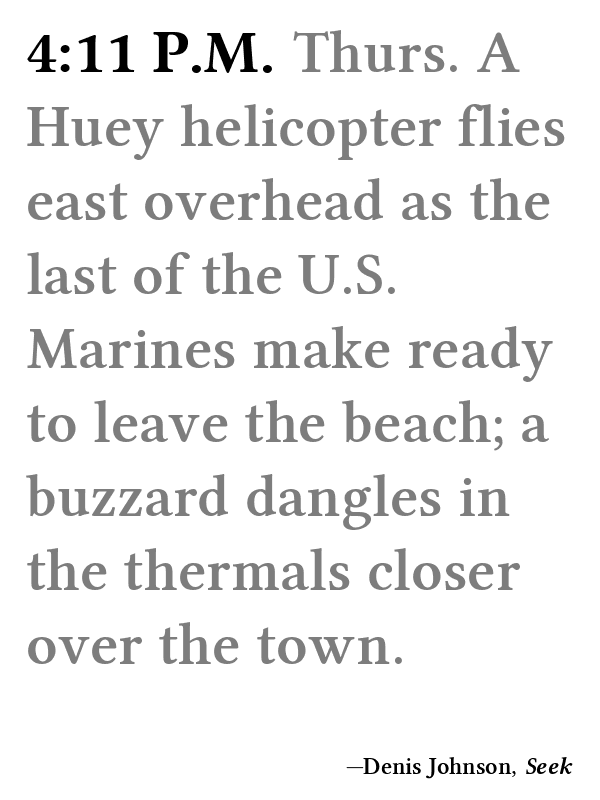 4:11 P.M. Thurs. A
Huey helicopter flies
east overhead as the
last of the U.S.
Marines make ready
to leave the beach; a
buzzard dangles in
the thermals closer
over the town.
—Denis Johnson, Seek